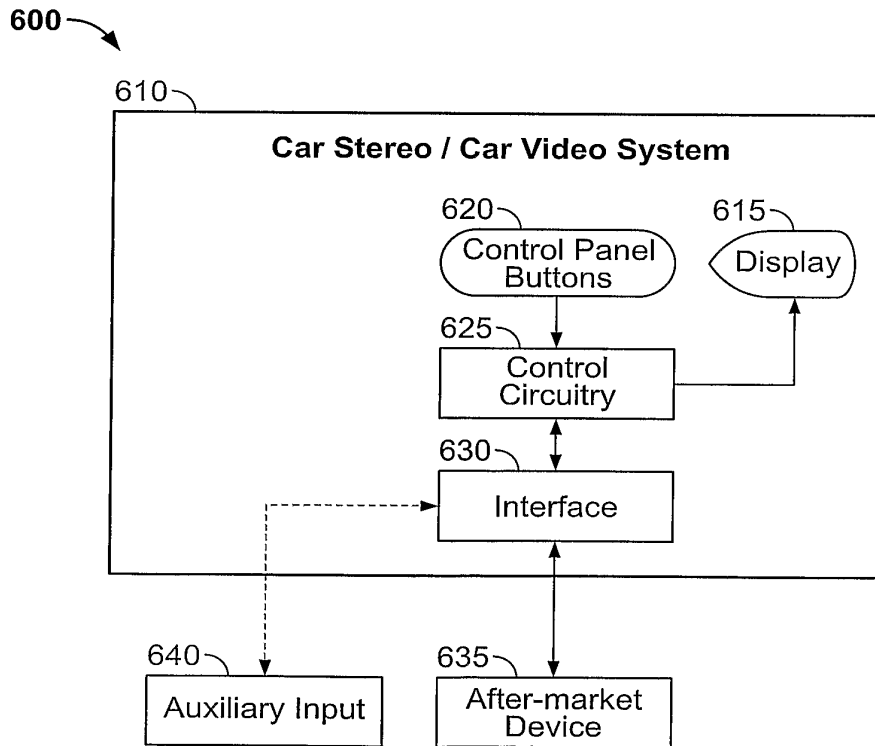 600
610
Car Stereo / Car Video System
620
615
Control Panel
Buttons
Display
625
Control
Circuitry
630
Interface
640
635
Auxiliary Input
After-market
Device